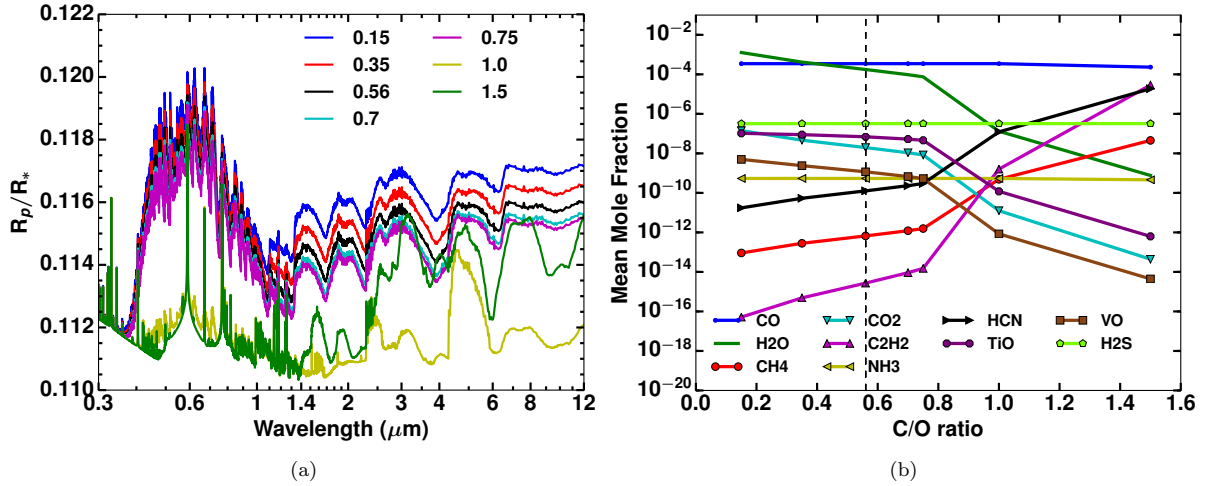 0.122
0.120
0.118
0.116
0.114
0.112
0.110
R_p/R_*
0.15
0.35
0.56
0.7
0.75
1.0
1.5
0.3
0.6
1
1.4
2
3
4
6
8
12
Wavelength (μm)
(a)
10^{-2}
10^{-4}
10^{-6}
10^{-8}
10^{-10}
10^{-12}
10^{-14}
10^{-16}
10^{-18}
10^{-20}
Mean Mole Fraction
CO
H2O
CH4
CO2
C2H2
NH3
HCN
TiO
VO
H2S
0.0
0.2
0.4
0.6
0.8
1.0
1.2
1.4
1.6
C/O ratio
(b)